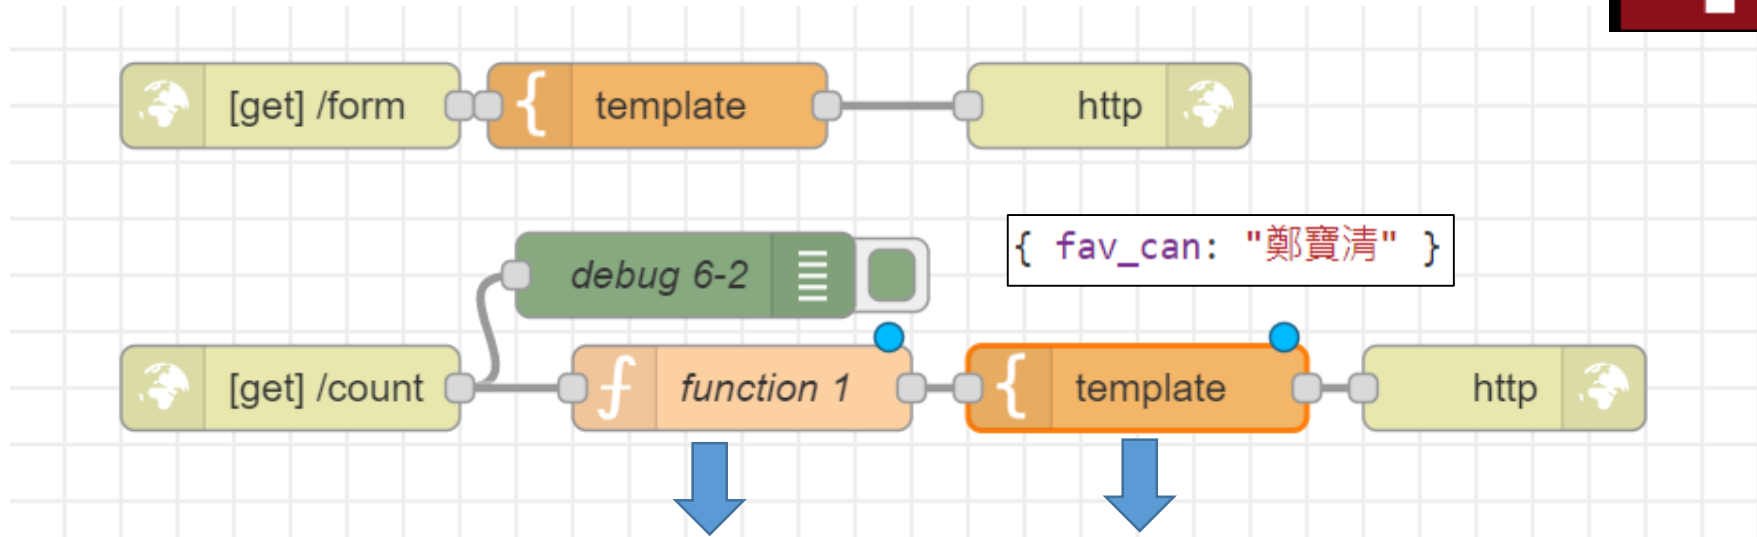 [get] /form
template
http
debug 6-2
{ fav_can: "鄭寶清" }
[get] /count
function 1
template
http